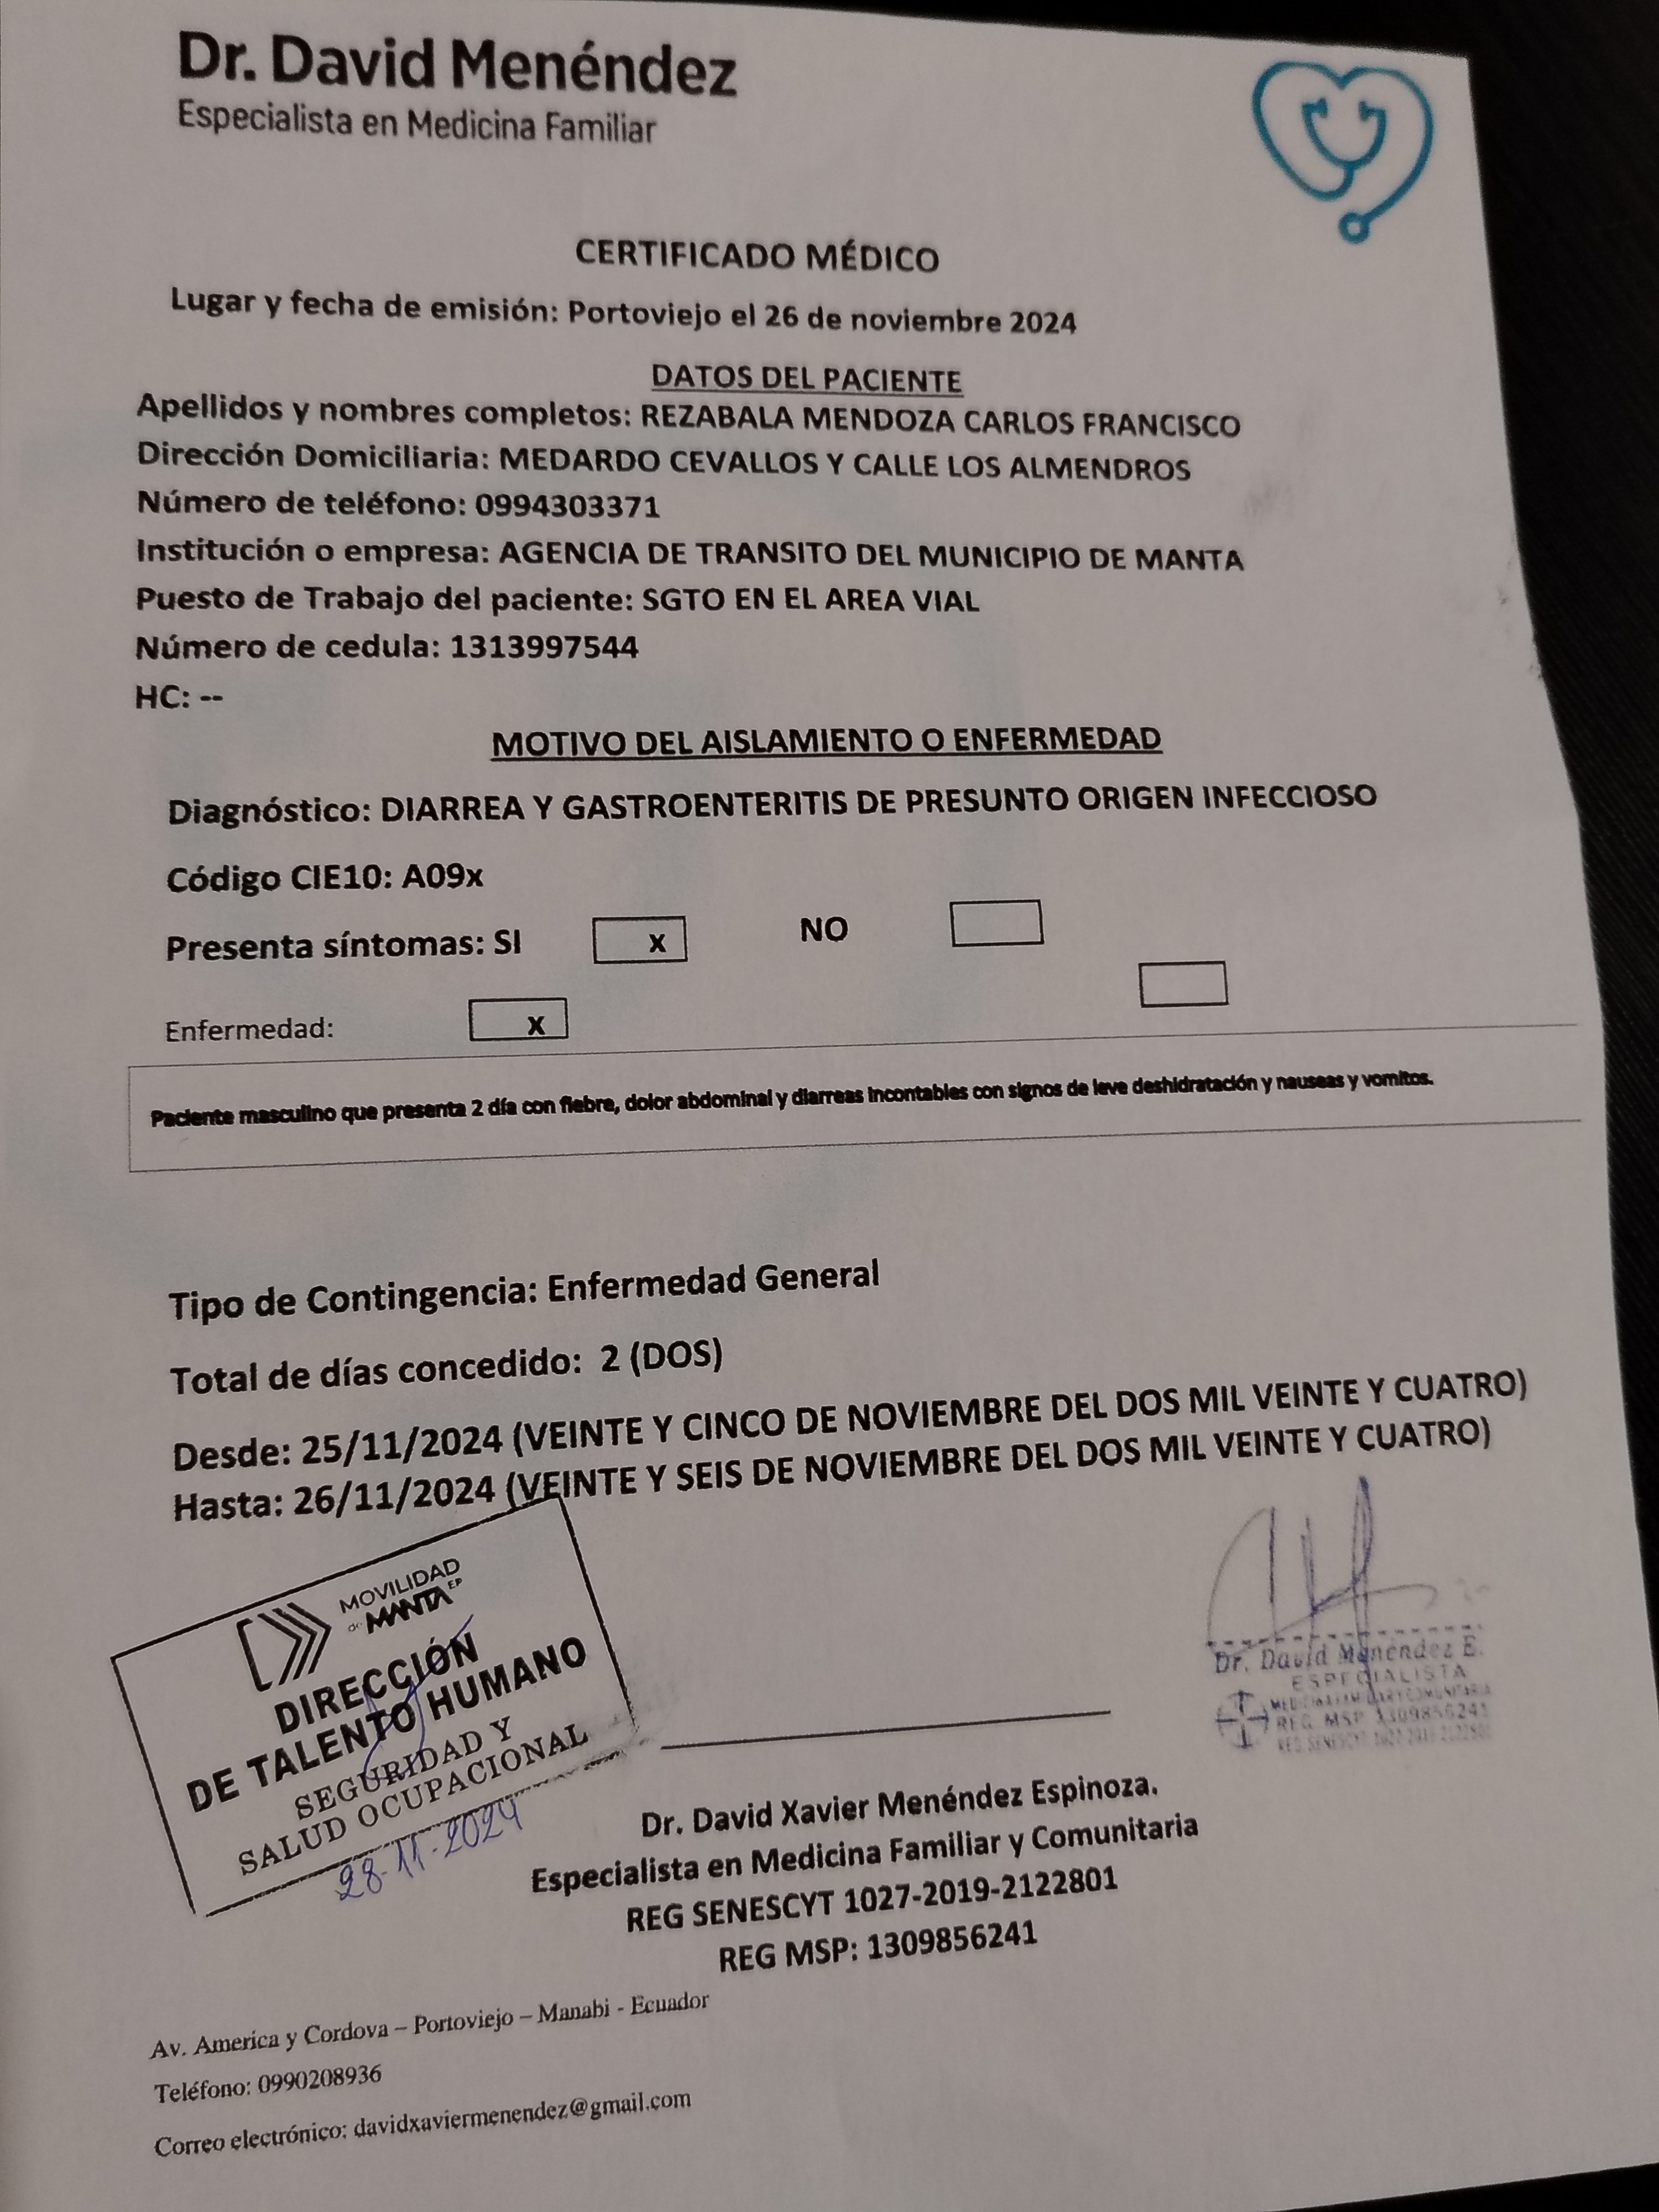 Dr. David Menéndez
Especialista en Medicina Familiar
CERTIFICADO MÉDICO
Lugar y fecha de emisión: Portoviejo el 26 de noviembre 2024
DATOS DEL PACIENTE
Apellidos y nombres completos: REZABALA MENDOZA CARLOS FRANCISCO
Dirección Domiciliaria: MEDARDO CEVALLOS Y CALLE LOS ALMENDROS
Número de teléfono: 0994303371
Institución o empresa: AGENCIA DE TRANSITO DEL MUNICIPIO DE MANTA
Puesto de Trabajo del paciente: SGTO EN EL AREA VIAL
Número de cedula: 1313997544
HC: --
MOTIVO DEL AISLAMIENTO O ENFERMEDAD
Diagnóstico: DIARREA Y GASTROENTERITIS DE PRESUNTO ORIGEN INFECCIOSO
Código CIE10: A09x
Presenta síntomas: SI x NO
Enfermedad: x
Paciente masculino que presenta 2 día con fiebre, dolor abdominal y diarreas incontables con signos de leve deshidratación y nauseas y vomitos.
Tipo de Contingencia: Enfermedad General
Total de días concedido: 2 (DOS)
Desde: 25/11/2024 (VEINTE Y CINCO DE NOVIEMBRE DEL DOS MIL VEINTE Y CUATRO)
Hasta: 26/11/2024 (VEINTE Y SEIS DE NOVIEMBRE DEL DOS MIL VEINTE Y CUATRO)
MOVILIDAD
de MANTA EP
DIRECCIÓN
DE TALENTO HUMANO
SEGURIDAD Y
SALUD OCUPACIONAL
28-11-2024
Dr. David Menéndez E.
ESPECIALISTA
MEDICINA FAMILIAR Y COMUNITARIA
REG. MSP 1309856241
REG. SENESCYT 1027-2019-2122801
Dr. David Xavier Menéndez Espinoza.
Especialista en Medicina Familiar y Comunitaria
REG SENESCYT 1027-2019-2122801
REG MSP: 1309856241
Av. America y Cordova – Portoviejo – Manabi - Ecuador
Teléfono: 0990208936
Correo electrónico: davidxaviermenendez@gmail.com